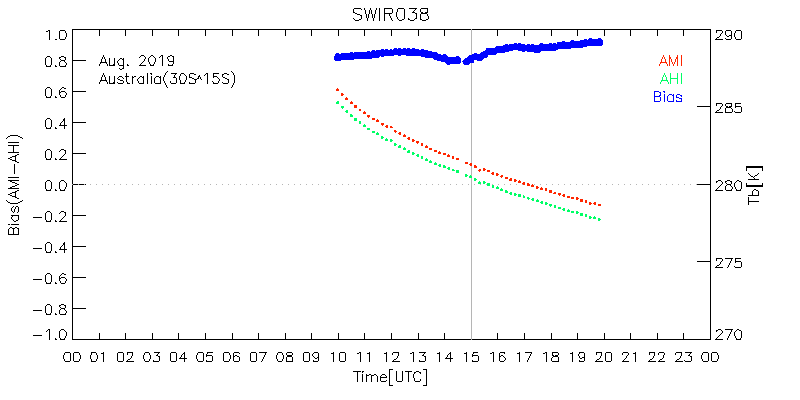 SWIR038
1.0
0.8
0.6
0.4
0.2
0.0
-0.2
-0.4
-0.6
-0.8
-1.0
Bias(AMI-AHI)
Aug. 2019
Australia(30S^15S)
AMI
AHI
Bias
290
285
280
275
270
Tb[K]
00 01 02 03 04 05 06 07 08 09 10 11 12 13 14 15 16 17 18 19 20 21 22 23 00
Time[UTC]